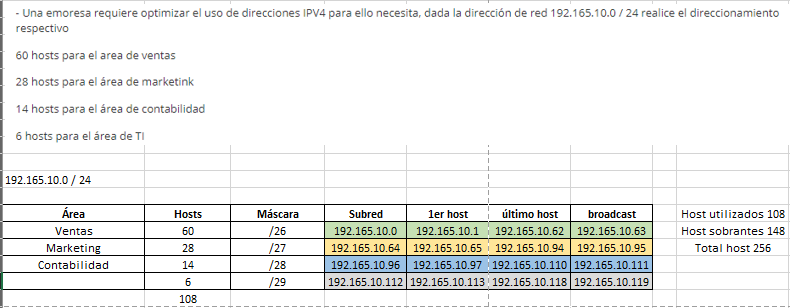 - Una emoresa requiere optimizar el uso de direcciones IPV4 para ello necesita, dada la dirección de red 192.165.10.0 / 24 realice el direccionamiento
respectivo
60 hosts para el area de ventas
28 hosts para el área de marketink
14 hosts para el área de contabilidad
6 hosts para el área de TI
192.165.10.0 / 24
Área Hosts Máscara Subred 1er host último host broadcast Host utilizados 108
Ventas 60 /26 192.165.10.0 192.165.10.1 192.165.10.62 192.165.10.63 Host sobrantes 148
Marketing 28 /27 192.165.10.64 192.165.10.65 192.165.10.94 192.165.10.95 Total host 256
Contabilidad 14 /28 192.165.10.96 192.165.10.97 192.165.10.110 192.165.10.111
6 /29 192.165.10.112 192.165.10.113 192.165.10.118 192.165.10.119
108